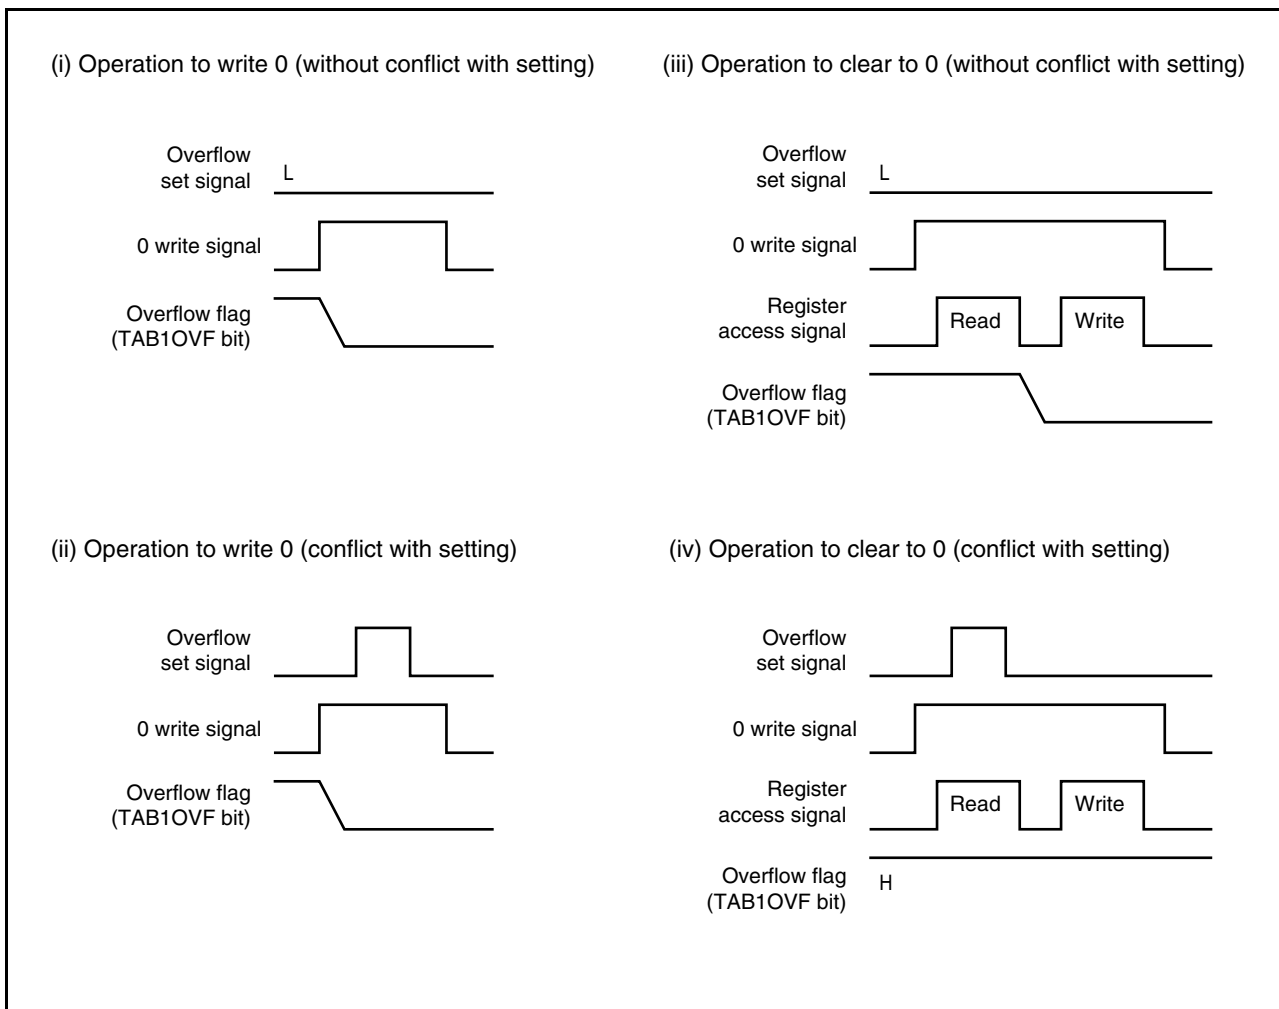 (i) Operation to write 0 (without conflict with setting)
Overflow
set signal
L
0 write signal
Overflow flag
(TAB1OVF bit)
(iii) Operation to clear to 0 (without conflict with setting)
Overflow
set signal
L
0 write signal
Register
access signal
Read
Write
Overflow flag
(TAB1OVF bit)
(ii) Operation to write 0 (conflict with setting)
Overflow
set signal
0 write signal
Overflow flag
(TAB1OVF bit)
(iv) Operation to clear to 0 (conflict with setting)
Overflow
set signal
0 write signal
Register
access signal
Read
Write
Overflow flag
(TAB1OVF bit)
H